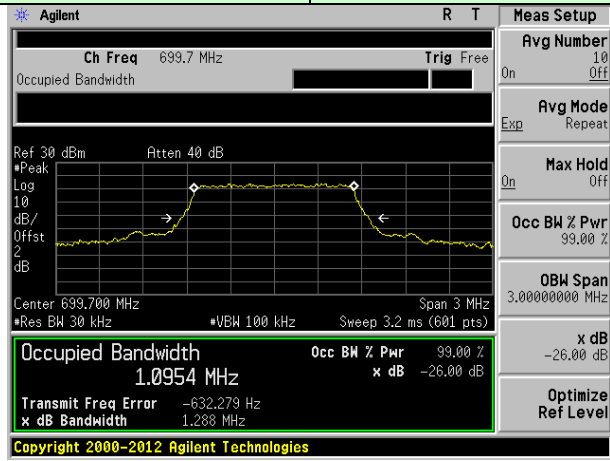 Agilent R T
Ch Freq 699.7 MHz Trig Free
Occupied Bandwidth
Ref 30 dBm Atten 40 dB
#Peak
Log
10
dB/
Offst
2
dB
Center 699.700 MHz Span 3 MHz
#Res BW 30 kHz #VBW 100 kHz Sweep 3.2 ms (601 pts)
Occupied Bandwidth Occ BW % Pwr 99.00 %
1.0954 MHz x dB -26.00 dB
Transmit Freq Error -632.279 Hz
x dB Bandwidth 1.288 MHz
Copyright 2000-2012 Agilent Technologies
Meas Setup
Avg Number
10
On Off
Avg Mode
Exp Repeat
Max Hold
On Off
Occ BW % Pwr
99.00 %
OBW Span
3.00000000 MHz
x dB
-26.00 dB
Optimize
Ref Level